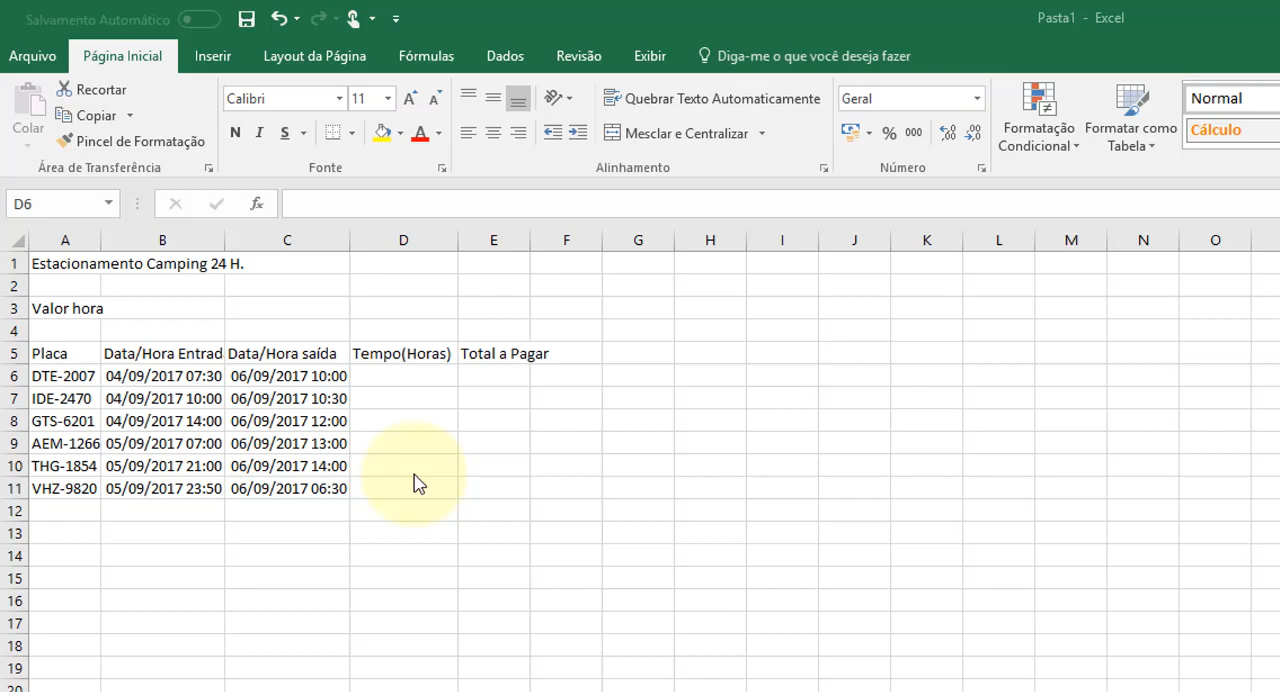 Salvamento Automático
Pasta1 - Excel
Arquivo Página Inicial Inserir Layout da Página Fórmulas Dados Revisão Exibir Diga-me o que você deseja fazer
Colar
Recortar
Copiar
Pincel de Formatação
Área de Transferência
Calibri 11
N I S
Fonte
Quebrar Texto Automaticamente
Mesclar e Centralizar
Alinhamento
Geral
% 000 ,00 ,00
Número
Formatação Condicional
Formatar como Tabela
Normal
Cálculo
D6 fx
A B C D E F G H I J K L M N O
1 Estacionamento Camping 24 H.
2
3 Valor hora
4
5 Placa Data/Hora Entrad Data/Hora saída Tempo(Horas) Total a Pagar
6 DTE-2007 04/09/2017 07:30 06/09/2017 10:00
7 IDE-2470 04/09/2017 10:00 06/09/2017 10:30
8 GTS-6201 04/09/2017 14:00 06/09/2017 12:00
9 AEM-1266 05/09/2017 07:00 06/09/2017 13:00
10 THG-1854 05/09/2017 21:00 06/09/2017 14:00
11 VHZ-9820 05/09/2017 23:50 06/09/2017 06:30
12
13
14
15
16
17
18
19
20